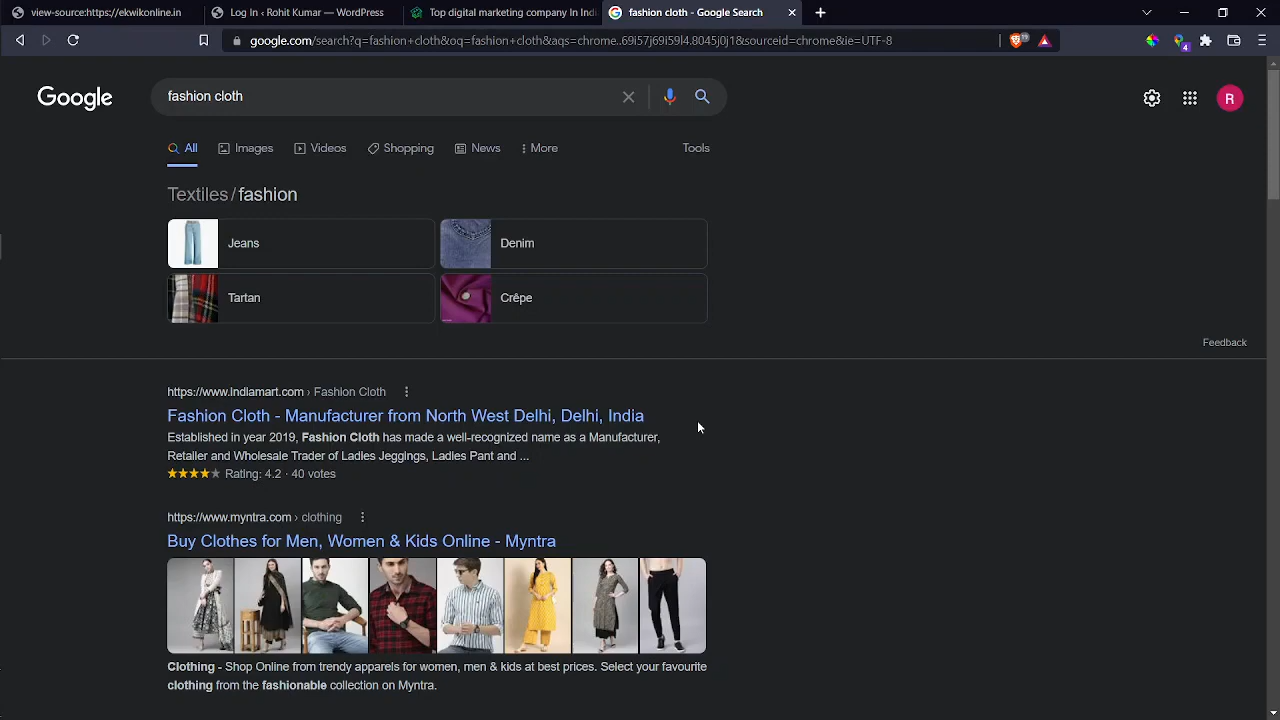 view-source:https://ekwikonline.in
Log In ‹ Rohit Kumar — WordPress
Top digital marketing company In Indi
fashion cloth - Google Search
google.com/search?q=fashion+cloth&oq=fashion+cloth&aqs=chrome..69i57j69i59l4.8045j0j1&sourceid=chrome&ie=UTF-8
19
4
Google
fashion cloth
R
All
Images
Videos
Shopping
News
More
Tools
Textiles / fashion
Jeans
Denim
Tartan
Crêpe
Feedback
https://www.indiamart.com › Fashion Cloth
Fashion Cloth - Manufacturer from North West Delhi, Delhi, India
Established in year 2019, Fashion Cloth has made a well-recognized name as a Manufacturer,
Retailer and Wholesale Trader of Ladies Jeggings, Ladies Pant and ...
Rating: 4.2 · 40 votes
https://www.myntra.com › clothing
Buy Clothes for Men, Women & Kids Online - Myntra
Clothing - Shop Online from trendy apparels for women, men & kids at best prices. Select your favourite
clothing from the fashionable collection on Myntra.